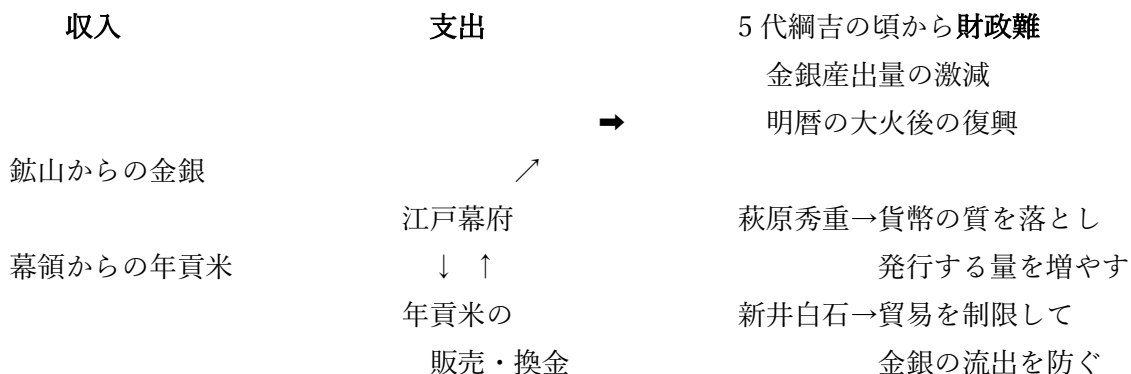 収入 支出 5代綱吉の頃から財政難
金銀産出量の激減
➡ 明暦の大火後の復興
鉱山からの金銀 ↗
江戸幕府 萩原秀重→貨幣の質を落とし
幕領からの年貢米 ↓ ↑ 発行する量を増やす
年貢米の 新井白石→貿易を制限して
販売・換金 金銀の流出を防ぐ